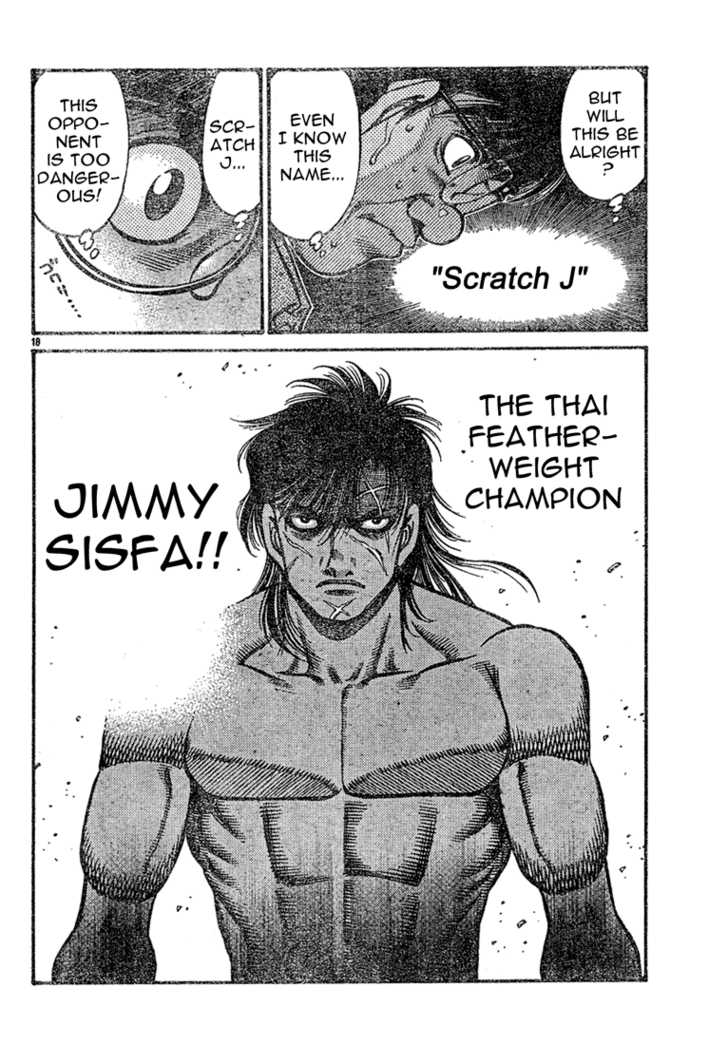 BUT
WILL
THIS BE
ALRIGHT
?
EVEN
I KNOW
THIS
NAME...
"Scratch J"
SCR-
ATCH
J...
THIS
OPPO-
NENT
IS TOO
DANGER-
OUS!
18
THE THAI
FEATHER-
WEIGHT
CHAMPION
JIMMY
SISFA!!